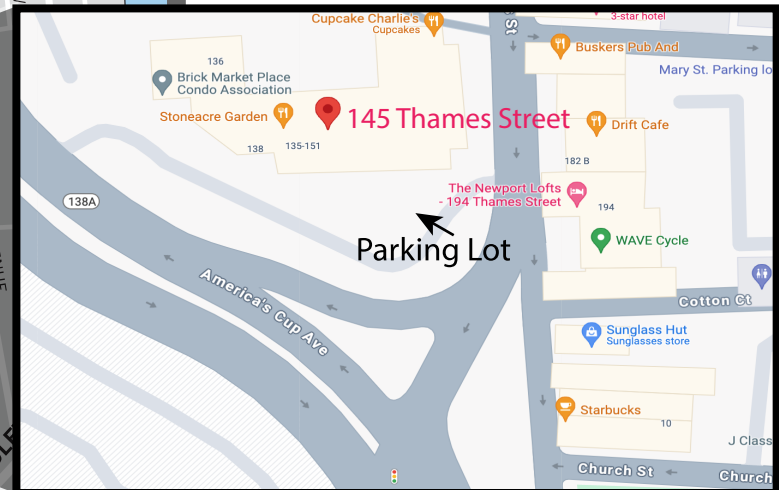 Cupcake Charlie's
Cupcakes
St
3-star hotel
Buskers Pub And
Mary St. Parking lo
136
Brick Market Place
Condo Association
Stoneacre Garden
145 Thames Street
Drift Cafe
138
135-151
182 B
138A
The Newport Lofts
- 194 Thames Street
194
Parking Lot
WAVE Cycle
America's Cup Ave
Cotton Ct
Sunglass Hut
Sunglasses store
Starbucks
10
J Class
Church St
Church